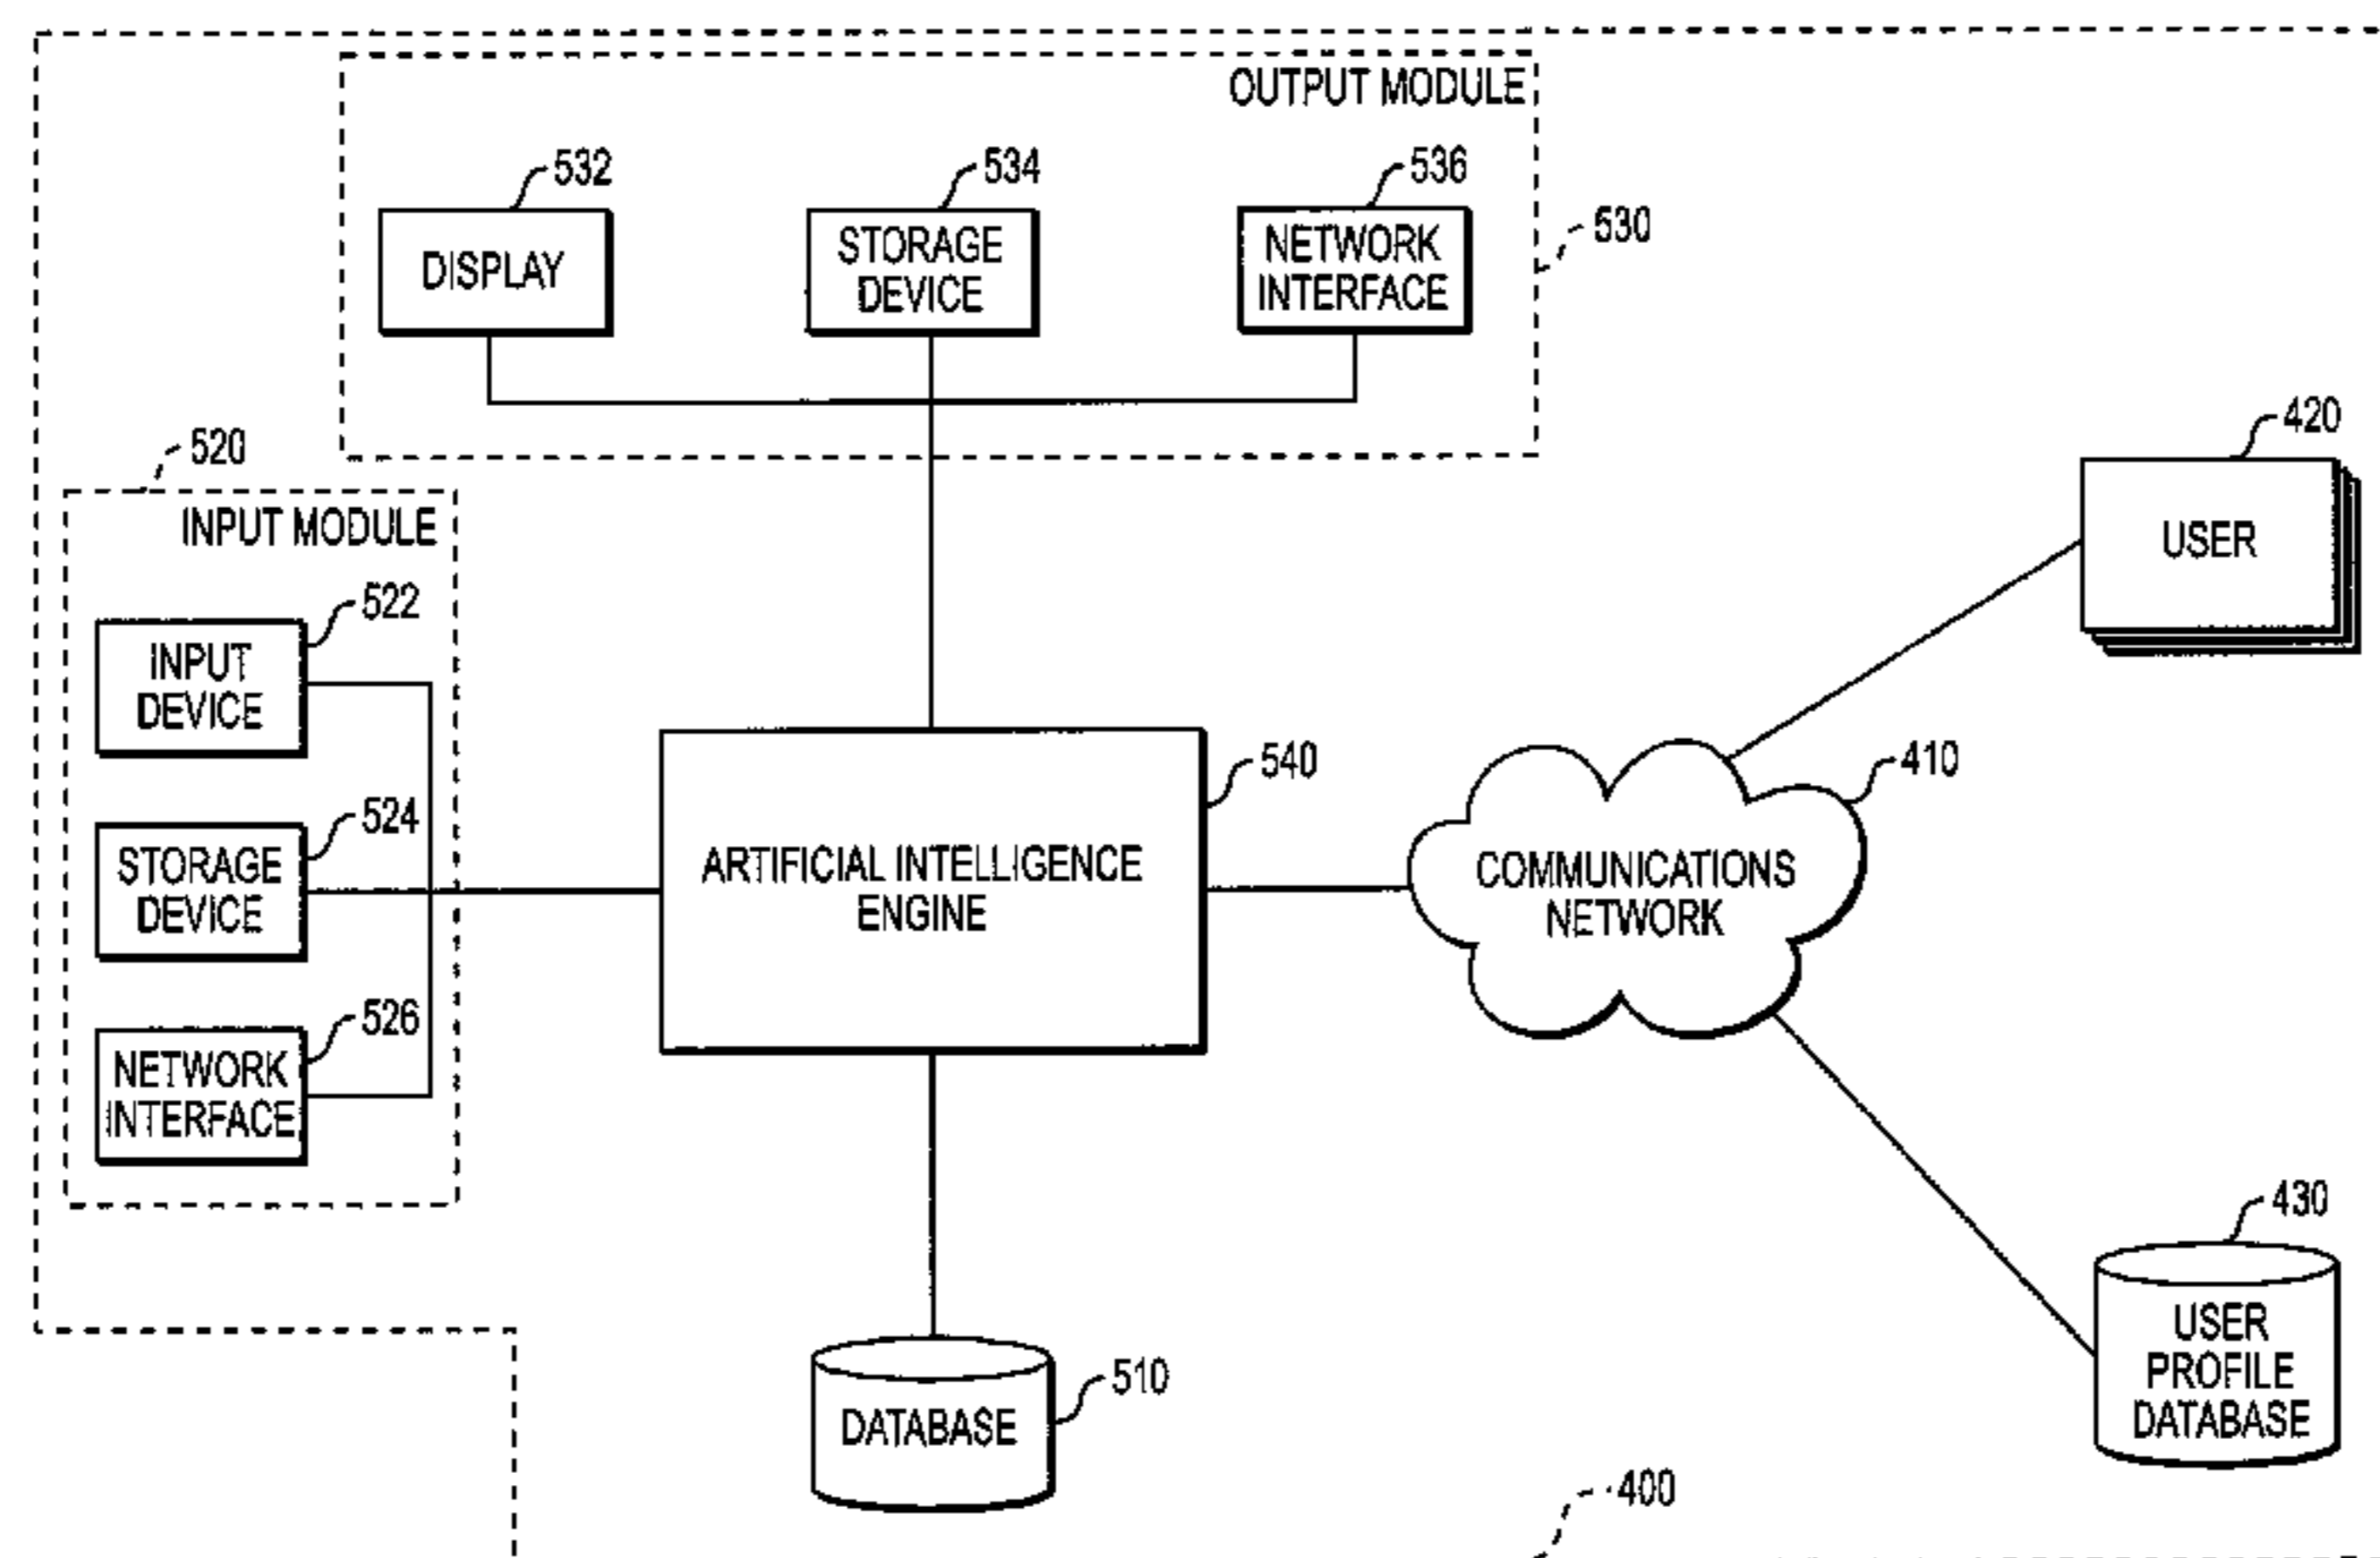 OUTPUT MODULE
532
534
536
530
DISPLAY
STORAGE
DEVICE
NETWORK
INTERFACE
520
INPUT MODULE
522
INPUT
DEVICE
524
STORAGE
DEVICE
526
NETWORK
INTERFACE
540
ARTIFICIAL INTELLIGENCE
ENGINE
410
COMMUNICATIONS
NETWORK
420
USER
430
USER
PROFILE
DATABASE
510
DATABASE
400